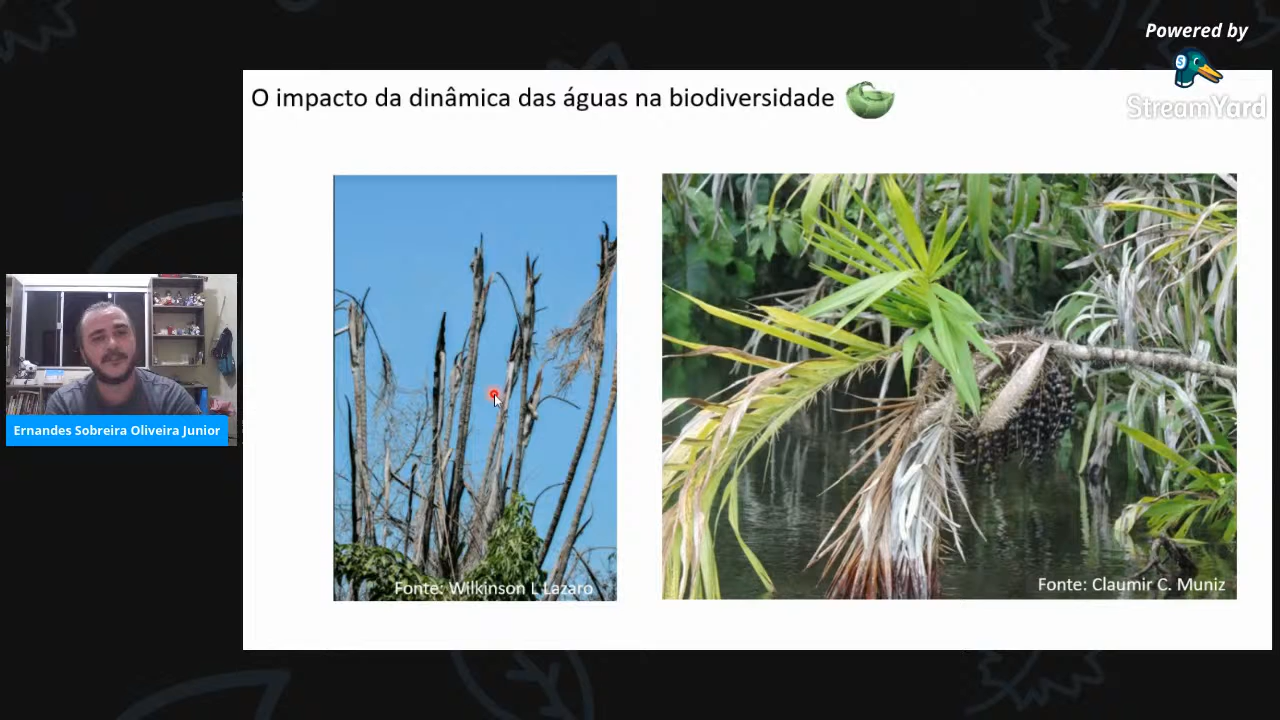 Powered by
StreamYard
O impacto da dinâmica das águas na biodiversidade
Ernandes Sobreira Oliveira Junior
Fonte: Wilkinson L Lazaro
Fonte: Claumir C. Muniz